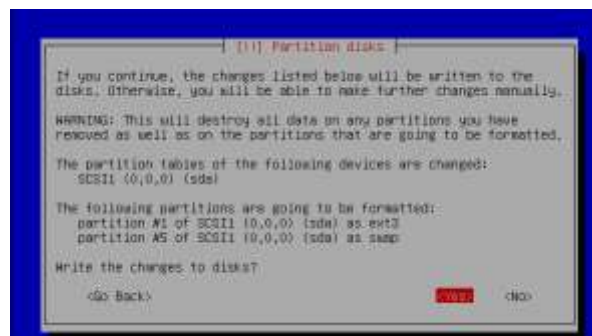 [!!] Partition disks
If you continue, the changes listed below will be written to the
disks. Otherwise, you will be able to make further changes manually.
WARNING: This will destroy all data on any partitions you have
removed as well as on the partitions that are going to be formatted.
The partition tables of the following devices are changed:
SCSI1 (0,0,0) (sda)
The following partitions are going to be formatted:
partition #1 of SCSI1 (0,0,0) (sda) as ext3
partition #5 of SCSI1 (0,0,0) (sda) as swap
Write the changes to disks?
<Go Back> <Yes> <No>